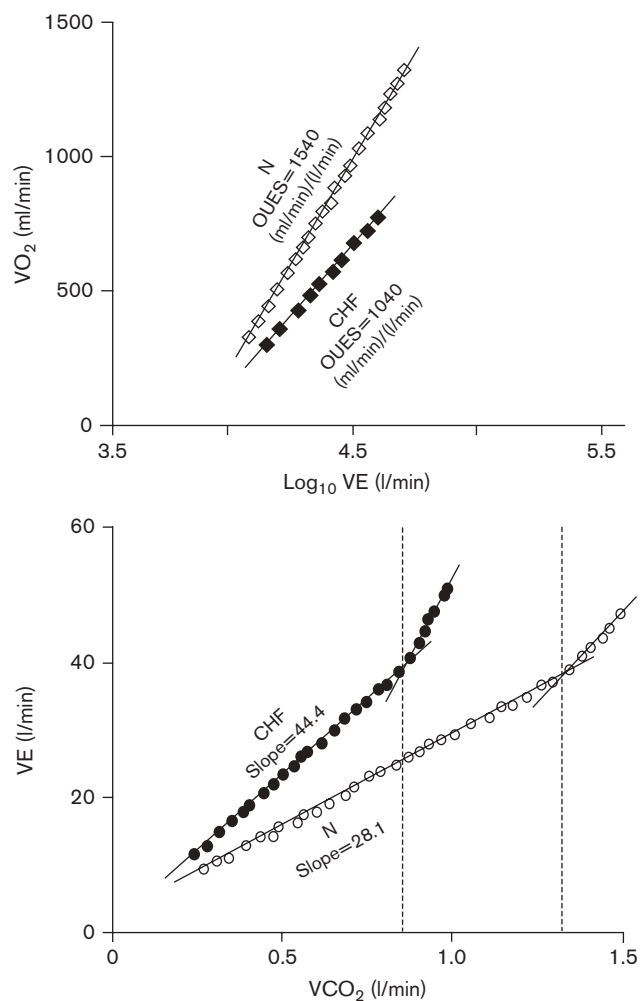 1500
1000
500
0
VO₂ (ml/min)
N
OUES=1540
(ml/min)/(l/min)
CHF
OUES=1040
(ml/min)/(l/min)
3.5
4.5
5.5
Log₁₀ VE (l/min)
60
40
20
0
VE (l/min)
CHF
Slope=44.4
N
Slope=28.1
0
0.5
1.0
1.5
VCO₂ (l/min)